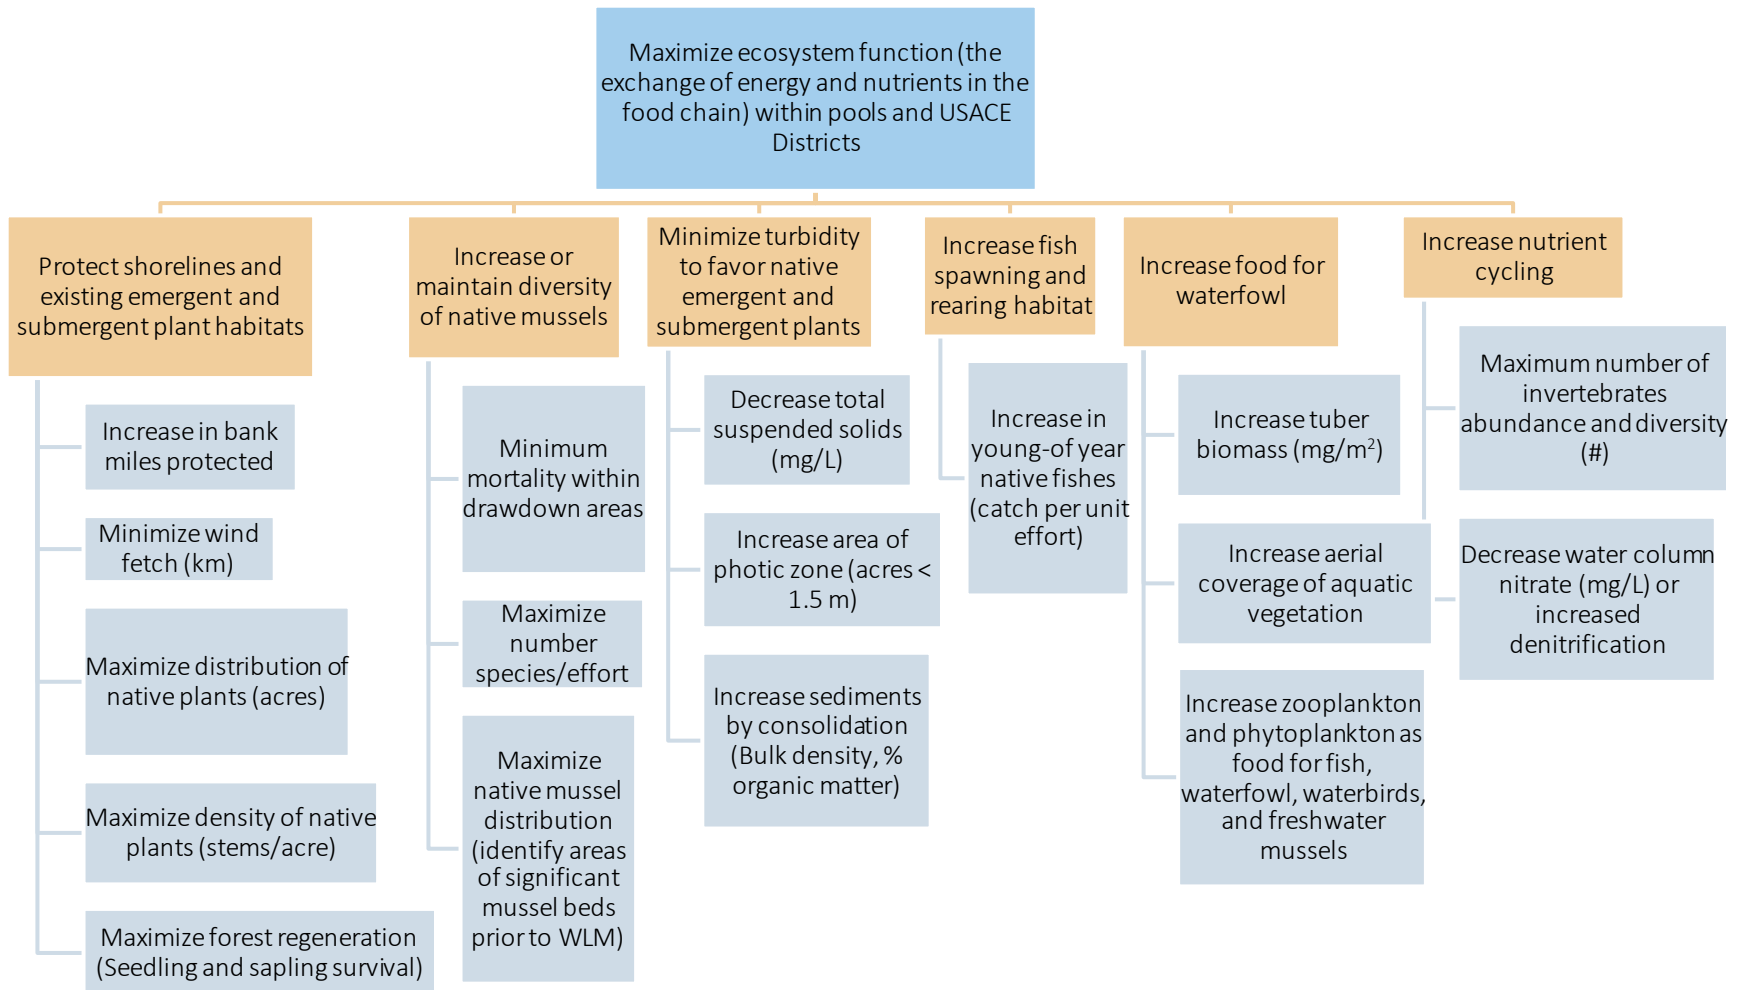 Maximize ecosystem function (the
exchange of energy and nutrients in the
food chain) within pools and USACE
Districts
Protect shorelines and
existing emergent and
submergent plant habitats
Increase in bank
miles protected
Minimize wind
fetch (km)
Maximize distribution of
native plants (acres)
Maximize density of native
plants (stems/acre)
Maximize forest regeneration
(Seedling and sapling survival)
Increase or
maintain diversity
of native mussels
Minimum
mortality within
drawdown areas
Maximize
number
species/effort
Maximize
native mussel
distribution
(identify areas
of significant
mussel beds
prior to WLM)
Minimize turbidity
to favor native
emergent and
submergent plants
Decrease total
suspended solids
(mg/L)
Increase area of
photic zone (acres <
1.5 m)
Increase sediments
by consolidation
(Bulk density, %
organic matter)
Increase fish
spawning and
rearing habitat
Increase in
young-of year
native fishes
(catch per unit
effort)
Increase food for
waterfowl
Increase tuber
biomass (mg/m²)
Increase aerial
coverage of aquatic
vegetation
Increase zooplankton
and phytoplankton as
food for fish,
waterfowl, waterbirds,
and freshwater
mussels
Increase nutrient
cycling
Maximum number of
invertebrates
abundance and diversity
(#)
Decrease water column
nitrate (mg/L) or
increased
denitrification